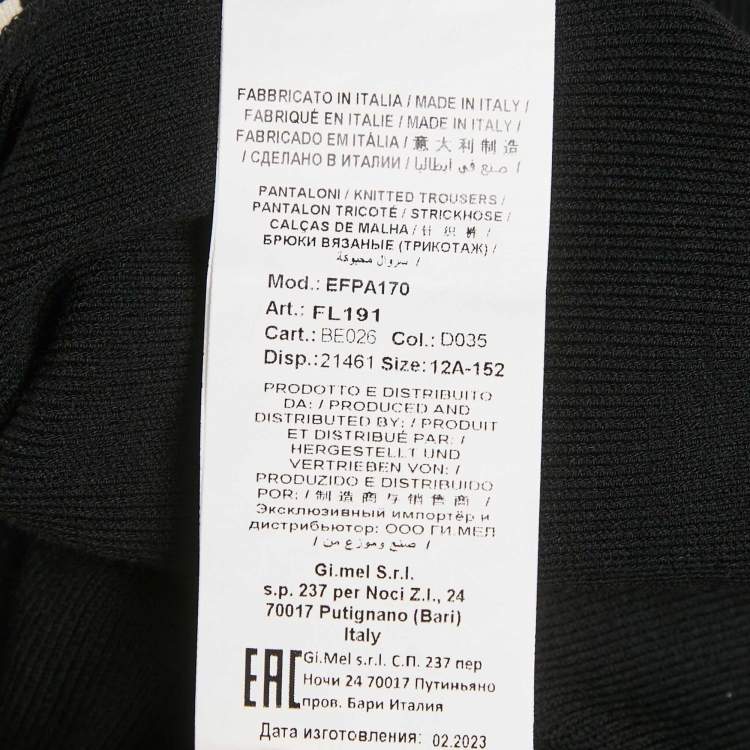 FABBRICATO IN ITALIA / MADE IN ITALY /
FABRIQUÉ EN ITALIE / MADE IN ITALY /
FABRICADO EM ITÁLIA / 意大利制造
/ СДЕЛАНО В ИТАЛИИ / صنع في ايطاليا /
PANTALONI / KNITTED TROUSERS /
PANTALON TRICOTÉ / STRICKHOSE /
CALÇAS DE MALHA / 针织裤 /
БРЮКИ ВЯЗАНЫЕ (ТРИКОТАЖ) /
سروال محبوكة /
Mod.: EFPA170
Art.: FL191
Cart.: BE026 Col.: D035
Disp.:21461 Size:12A-152
PRODOTTO E DISTRIBUITO
DA: / PRODUCED AND
DISTRIBUTED BY: / PRODUIT
ET DISTRIBUÉ PAR: /
HERGESTELLT UND
VERTRIEBEN VON: /
PRODUZIDO E DISTRIBUIDO
POR: / 制造商与销售商 /
Эксклюзивный импортёр и
дистрибьютор: ООО ГИ.МЕЛ
/ صنع وموزع من /
Gi.mel S.r.l.
s.p. 237 per Noci Z.I., 24
70017 Putignano (Bari)
Italy
EAC
Gi.Mel s.r.l. С.П. 237 пер
Ночи 24 70017 Путиньяно
пров. Бари Италия
Дата изготовления: 02.2023